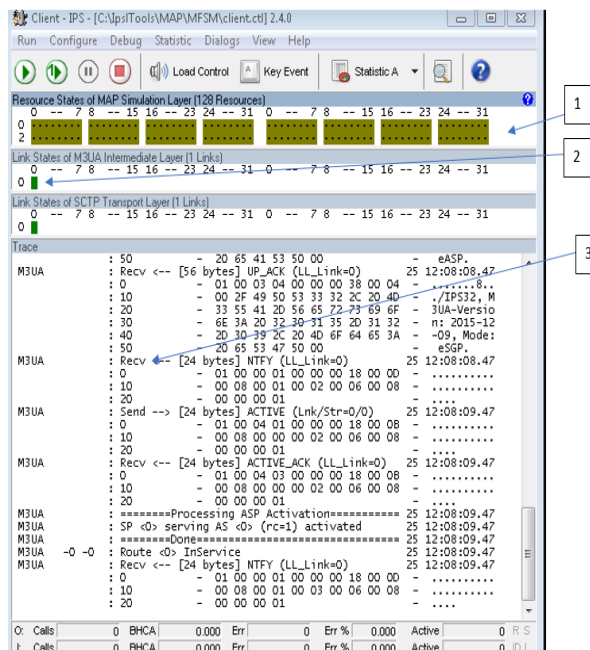 Client - IPS - [C:\IpslTools\MAP\MFSM\client.ctl] 2.4.0
Run Configure Debug Statistic Dialogs View Help
Load Control Key Event Statistic A
Resource States of MAP Simulation Layer (128 Resources)
0 -- 7 8 -- 15 16 -- 23 24 -- 31 0 -- 7 8 -- 15 16 -- 23 24 -- 31
0
2
1
Link States of M3UA Intermediate Layer (1 Links)
0 -- 7 8 -- 15 16 -- 23 24 -- 31 0 -- 7 8 -- 15 16 -- 23 24 -- 31
0
2
Link States of SCTP Transport Layer (1 Links)
0 -- 7 8 -- 15 16 -- 23 24 -- 31 0 -- 7 8 -- 15 16 -- 23 24 -- 31
0
Trace
3
: 50 - 20 65 41 53 50 00 - eASP.
M3UA : Recv <-- [56 bytes] UP_ACK (LL_Link=0) 25 12:08:08.47
: 0 - 01 00 03 04 00 00 00 38 00 04 - .......8..
: 10 - 00 2F 49 50 53 33 32 2C 20 4D - ./IPS32, M
: 20 - 33 55 41 2D 56 65 72 73 69 6F - 3UA-Versio
: 30 - 6E 3A 20 32 30 31 35 2D 31 32 - n: 2015-12
: 40 - 2D 30 39 2C 20 4D 6F 64 65 3A - -09, Mode:
: 50 - 20 65 53 47 50 00 - eSGP.
M3UA : Recv <-- [24 bytes] NTFY (LL_Link=0) 25 12:08:08.47
: 0 - 01 00 00 01 00 00 00 18 00 0D - ..........
: 10 - 00 08 00 01 00 02 00 06 00 08 - ..........
: 20 - 00 00 00 01 - ....
M3UA : Send --> [24 bytes] ACTIVE (Lnk/Str=0/0) 25 12:08:09.47
: 0 - 01 00 04 01 00 00 00 18 00 0B - ..........
: 10 - 00 08 00 00 00 02 00 06 00 08 - ..........
: 20 - 00 00 00 01 - ....
M3UA : Recv <-- [24 bytes] ACTIVE_ACK (LL_Link=0) 25 12:08:09.47
: 0 - 01 00 04 03 00 00 00 18 00 0B - ..........
: 10 - 00 08 00 00 00 02 00 06 00 08 - ..........
: 20 - 00 00 00 01 - ....
M3UA : ========Processing ASP Activation=========== 25 12:08:09.47
M3UA : SP <0> serving AS <0> (rc=1) activated 25 12:08:09.47
M3UA : ========Done================================ 25 12:08:09.47
M3UA -0 -0 : Route <0> InService 25 12:08:09.47
M3UA : Recv <-- [24 bytes] NTFY (LL_Link=0) 25 12:08:09.47
: 0 - 01 00 00 01 00 00 00 18 00 0D - ..........
: 10 - 00 08 00 01 00 03 00 06 00 08 - ..........
: 20 - 00 00 00 01 - ....
O: Calls 0 BHCA 0.000 Err 0 Err % 0.000 Active 0 R S
I: Calls 0 BHCA 0.000 Err 0 Err % 0.000 Active 0